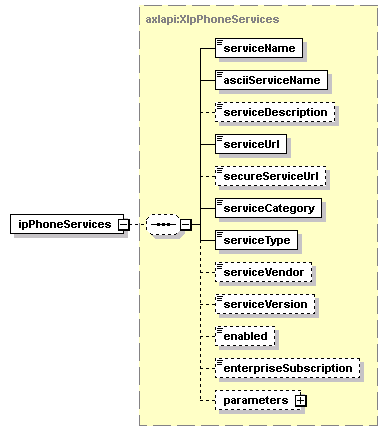 axlapi:XIpPhoneServices
serviceName
asciiServiceName
serviceDescription
serviceUrl
secureServiceUrl
serviceCategory
ipPhoneServices
serviceType
serviceVendor
serviceVersion
enabled
enterpriseSubscription
parameters